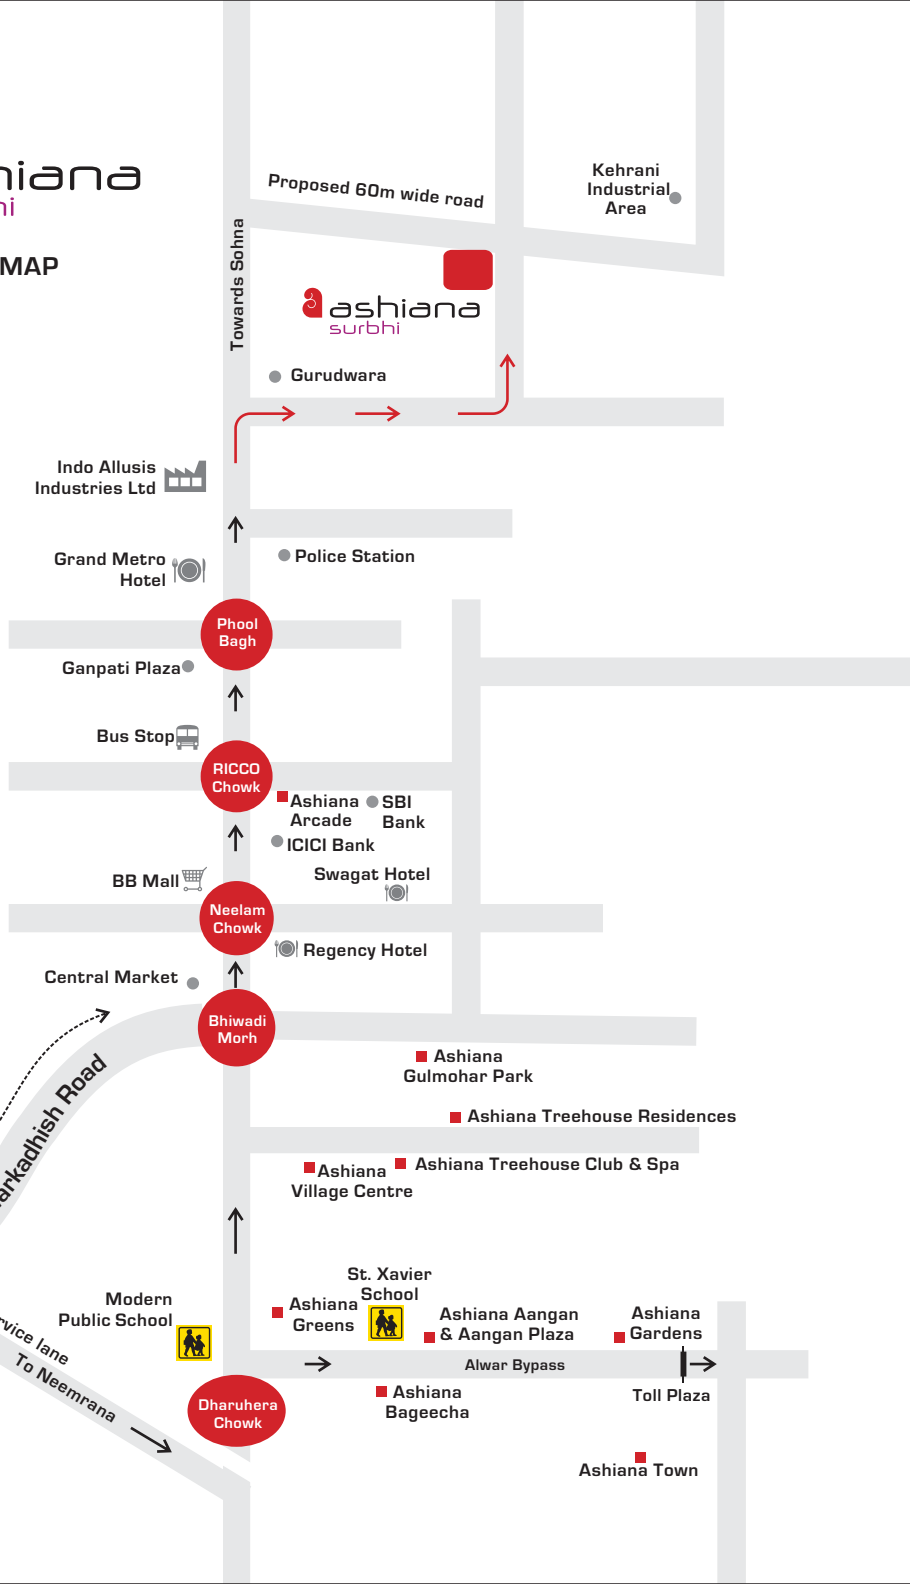 Proposed 60m wide road
Kehrani
Industrial
Area
MAP
Towards Sohna
ashiana
surbhi
Gurudwara
Indo Allusis
Industries Ltd
Grand Metro
Hotel
Police Station
Phool
Bagh
Ganpati Plaza
Bus Stop
RICCO
Chowk
Ashiana
Arcade
SBI
Bank
ICICI Bank
BB Mall
Swagat Hotel
Neelam
Chowk
Regency Hotel
Central Market
Bhiwadi
Morh
arkadhish Road
Ashiana
Gulmohar Park
Ashiana Treehouse Residences
Ashiana Treehouse Club & Spa
Ashiana
Village Centre
St. Xavier
School
Modern
Public School
Ashiana
Greens
Ashiana Aangan
& Aangan Plaza
Ashiana
Gardens
rvice lane
To Neemrana
Alwar Bypass
Toll Plaza
Dharuhera
Chowk
Ashiana
Bageecha
Ashiana Town